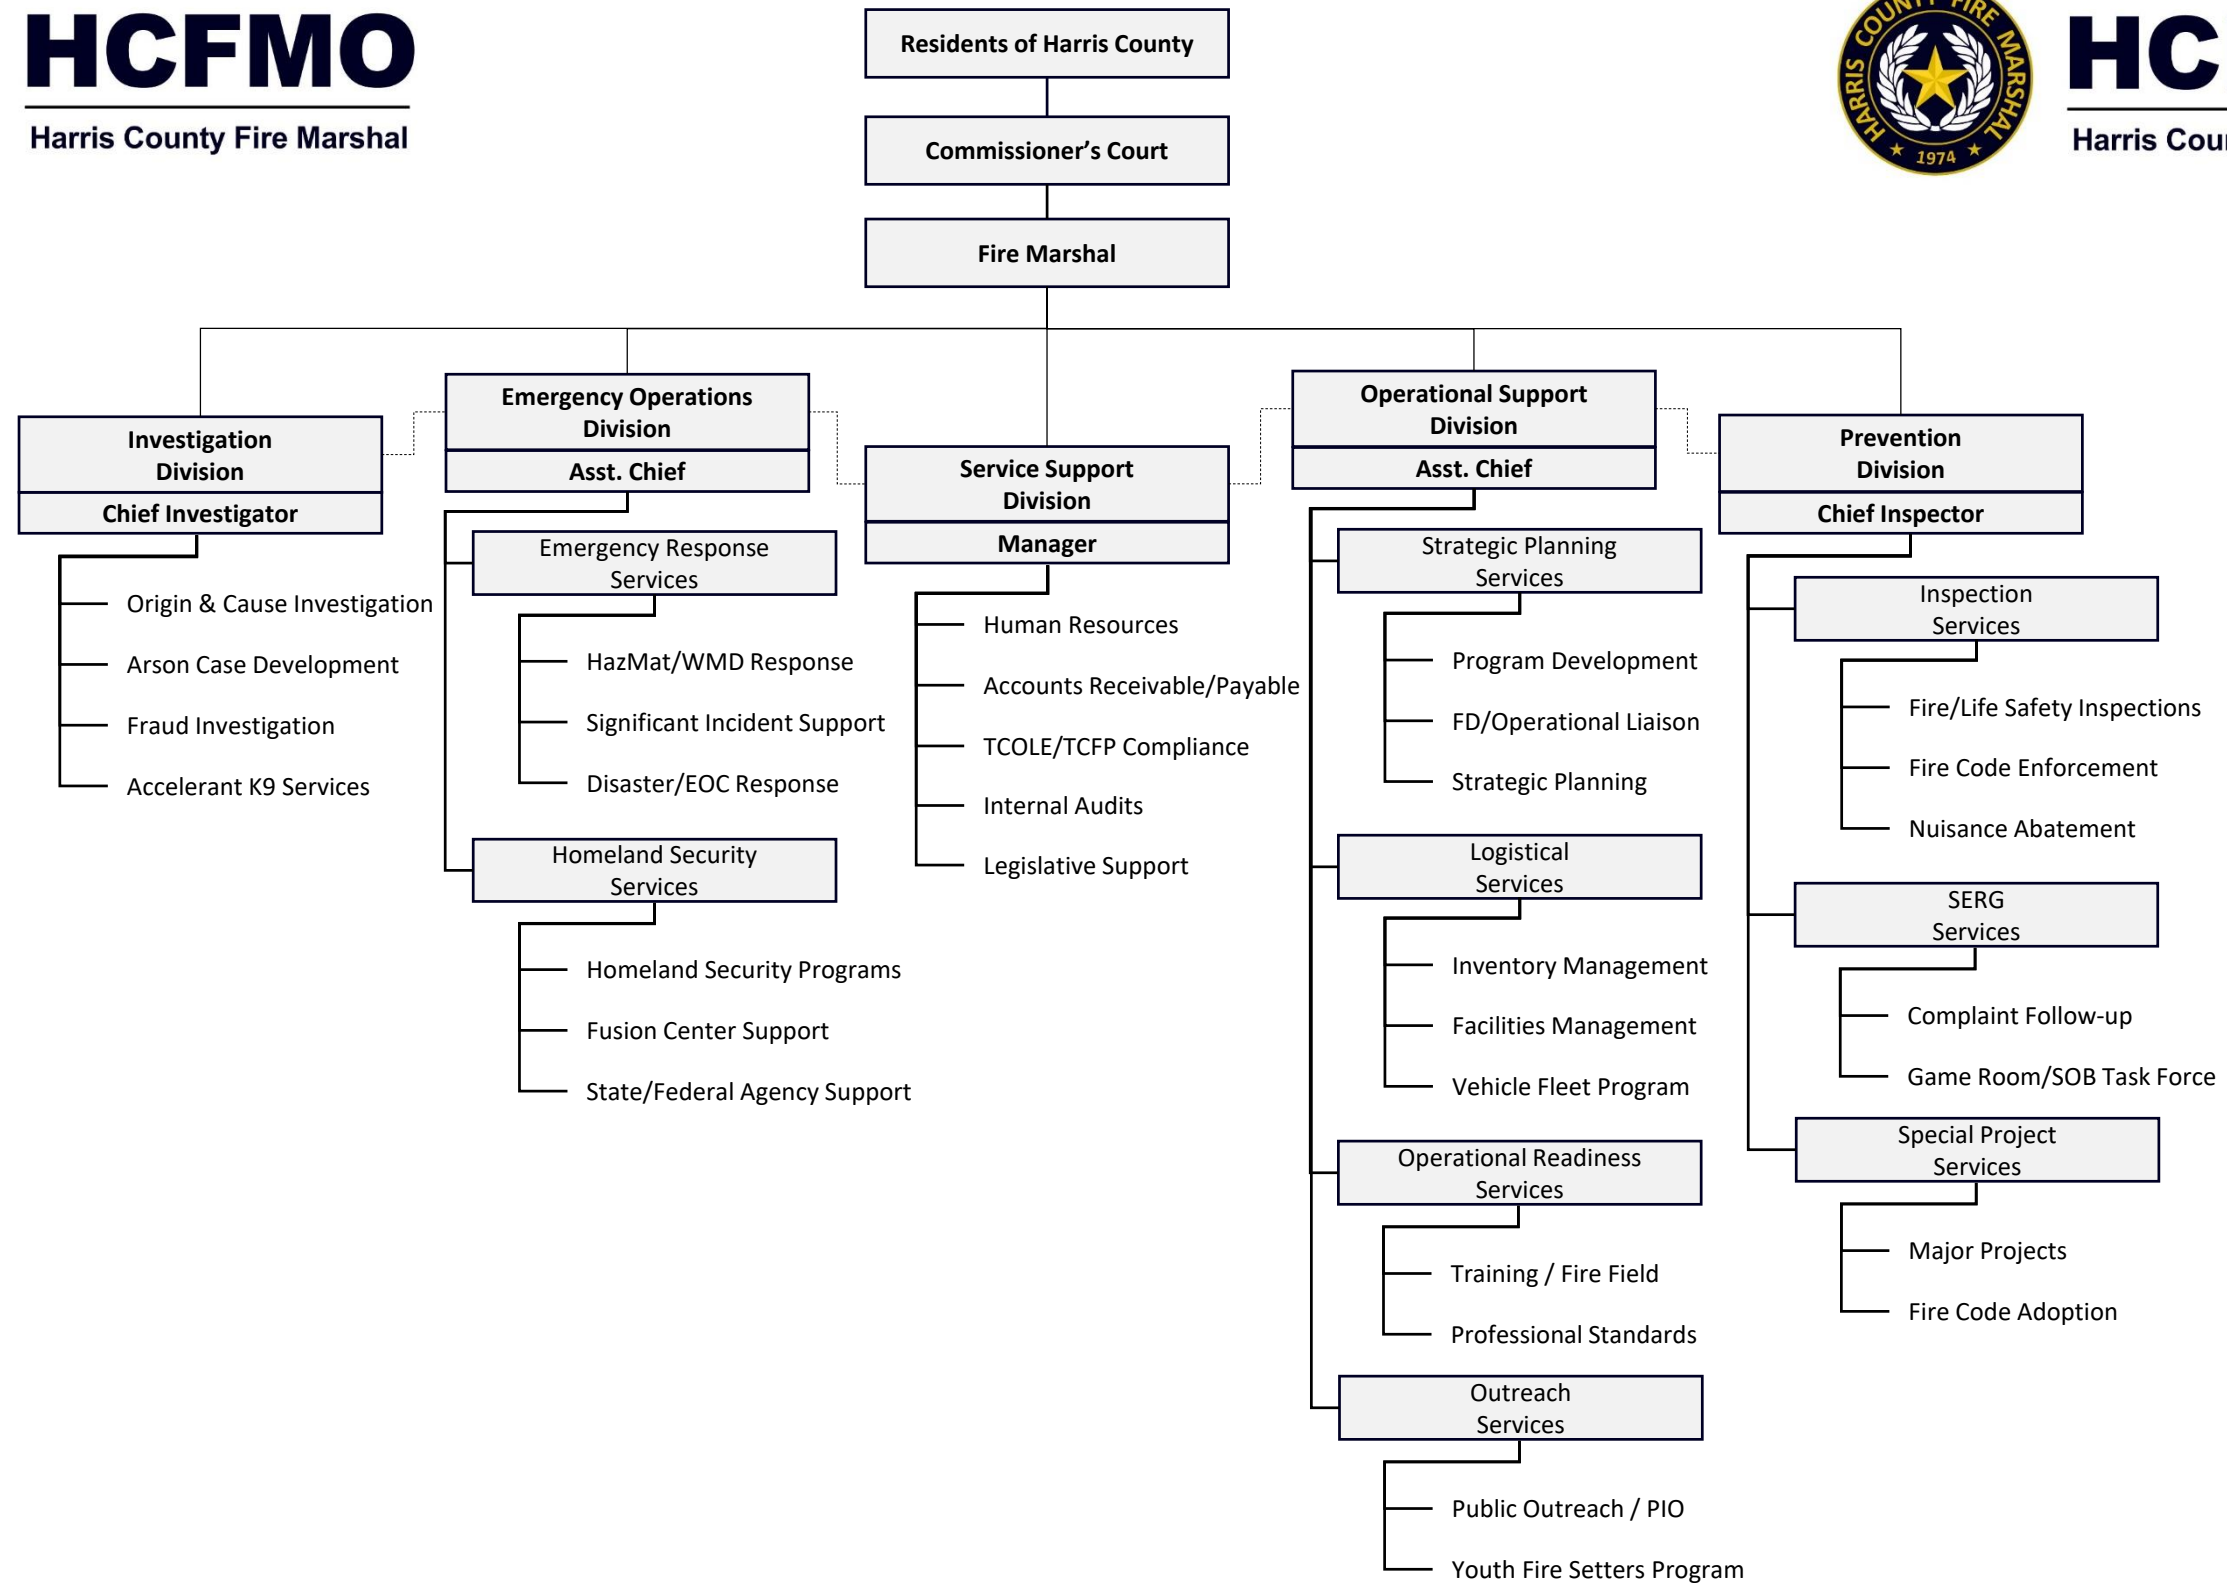 HCFMO
Harris County Fire Marshal
HARRIS COUNTY FIRE MARSHAL
1974
HC
Harris Cou
Residents of Harris County
Commissioner’s Court
Fire Marshal
Investigation
Division
Chief Investigator
Origin & Cause Investigation
Arson Case Development
Fraud Investigation
Accelerant K9 Services
Emergency Operations
Division
Asst. Chief
Emergency Response
Services
HazMat/WMD Response
Significant Incident Support
Disaster/EOC Response
Homeland Security
Services
Homeland Security Programs
Fusion Center Support
State/Federal Agency Support
Service Support
Division
Manager
Human Resources
Accounts Receivable/Payable
TCOLE/TCFP Compliance
Internal Audits
Legislative Support
Operational Support
Division
Asst. Chief
Strategic Planning
Services
Program Development
FD/Operational Liaison
Strategic Planning
Logistical
Services
Inventory Management
Facilities Management
Vehicle Fleet Program
Operational Readiness
Services
Training / Fire Field
Professional Standards
Outreach
Services
Public Outreach / PIO
Youth Fire Setters Program
Prevention
Division
Chief Inspector
Inspection
Services
Fire/Life Safety Inspections
Fire Code Enforcement
Nuisance Abatement
SERG
Services
Complaint Follow-up
Game Room/SOB Task Force
Special Project
Services
Major Projects
Fire Code Adoption